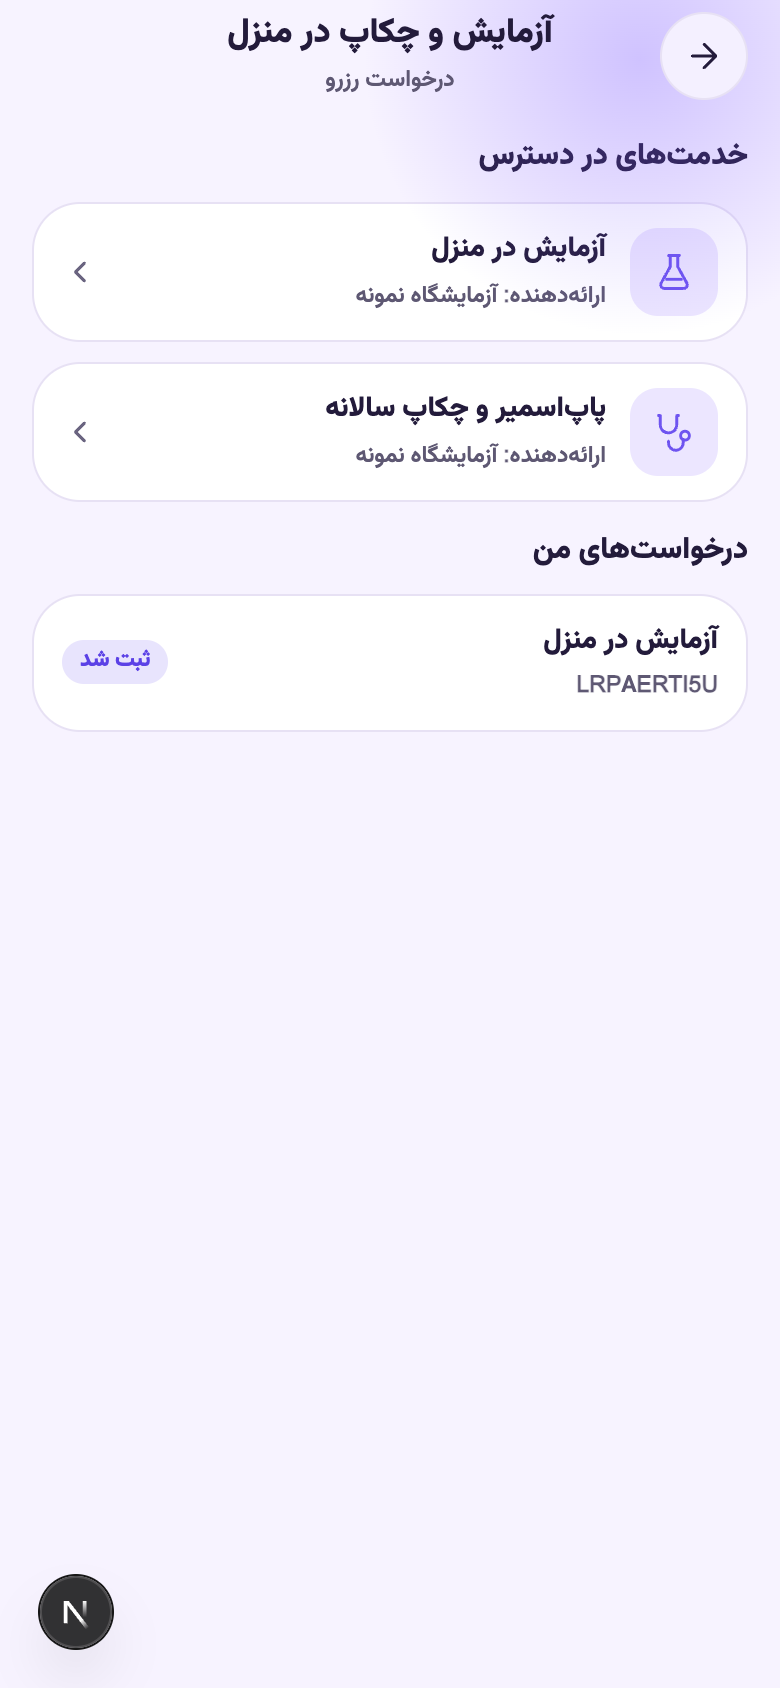 آزمایش و چکاپ در منزل
درخواست رزرو
خدمت‌های در دسترس
آزمایش در منزل
ارائه‌دهنده: آزمایشگاه نمونه
پاپ‌اسمیر و چکاپ سالانه
ارائه‌دهنده: آزمایشگاه نمونه
درخواست‌های من
آزمایش در منزل
ثبت شد
LRPAERTI5U
N